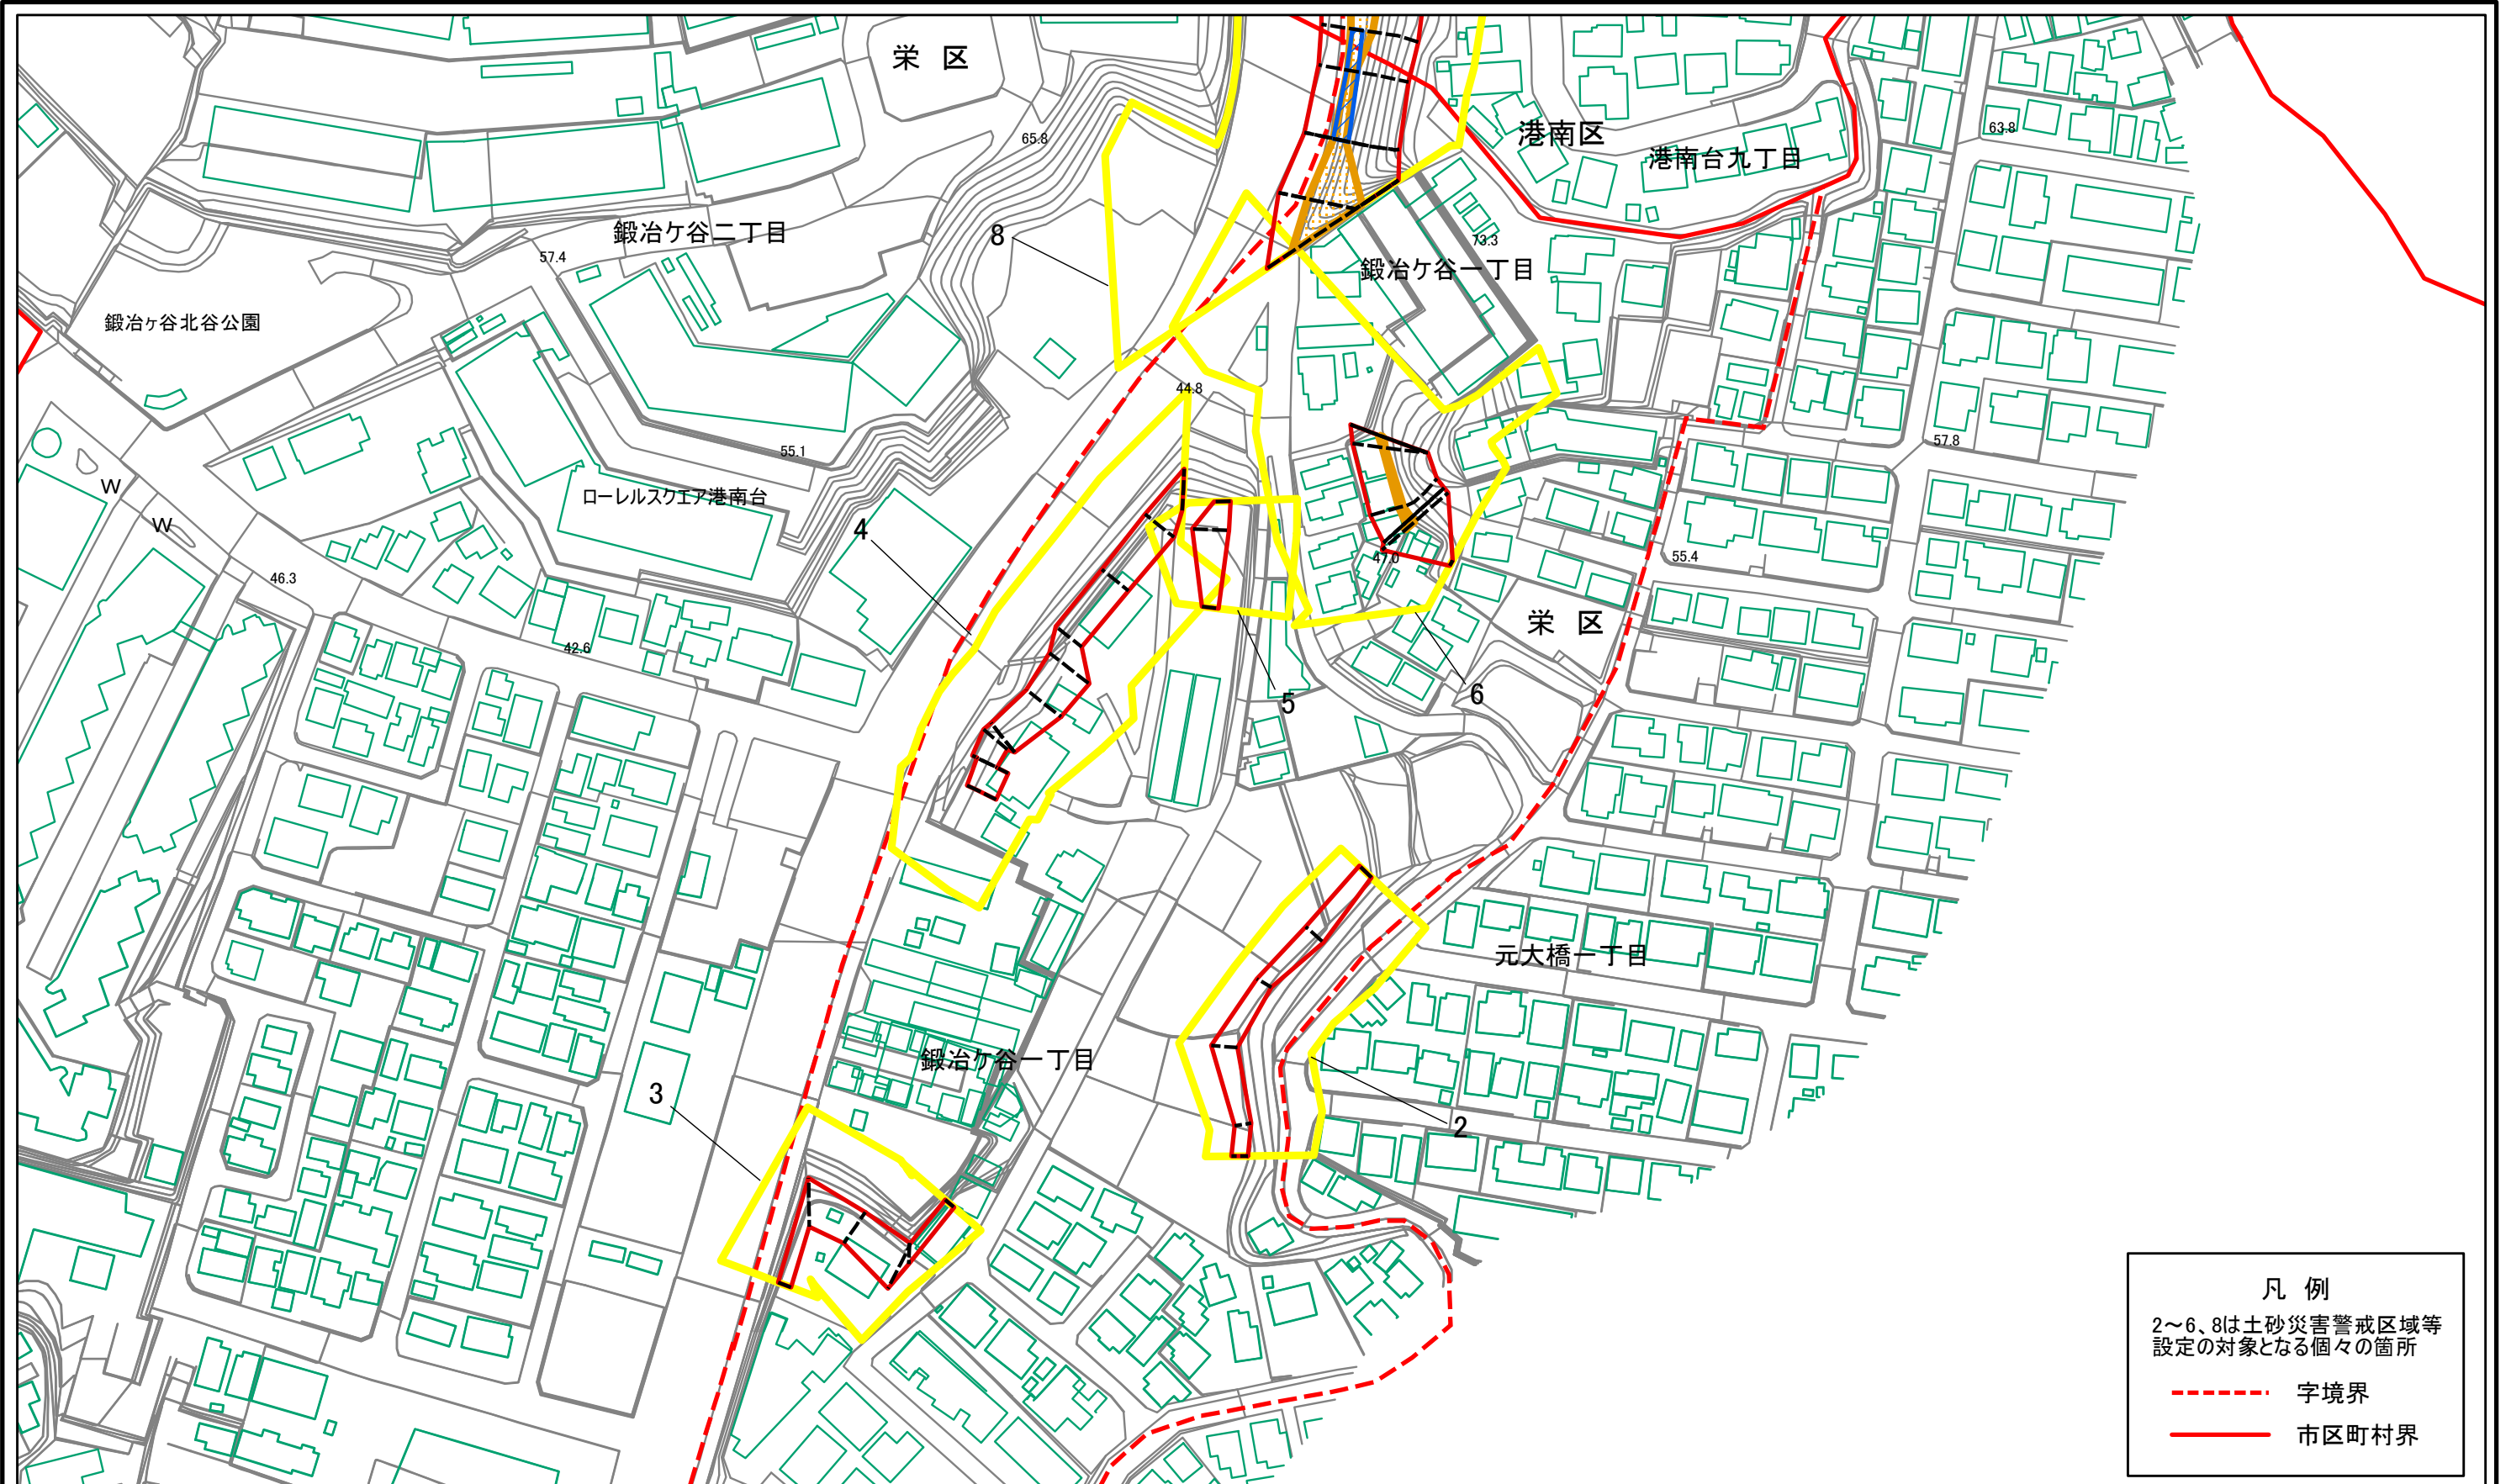 栄 区
65.8
港南区
63.8
港南台九丁目
鍛冶ケ谷二丁目
8
73.3
57.4
鍛冶ケ谷一丁目
鍛冶ヶ谷北谷公園
44.8
57.8
55.1
W
ローレルスクエア港南台
W
4
47.0
55.4
46.3
栄 区
42.6
5
6
元大橋一丁目
鍛冶ケ谷一丁目
3
2
凡 例
2～6、8は土砂災害警戒区域等
設定の対象となる個々の箇所
字境界
市区町村界